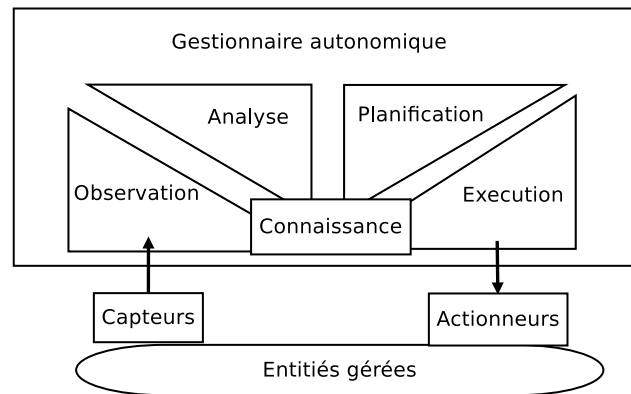 Gestionnaire autonomique
Analyse
Planification
Observation
Execution
Connaissance
Capteurs
Actionneurs
Entitiés gérées